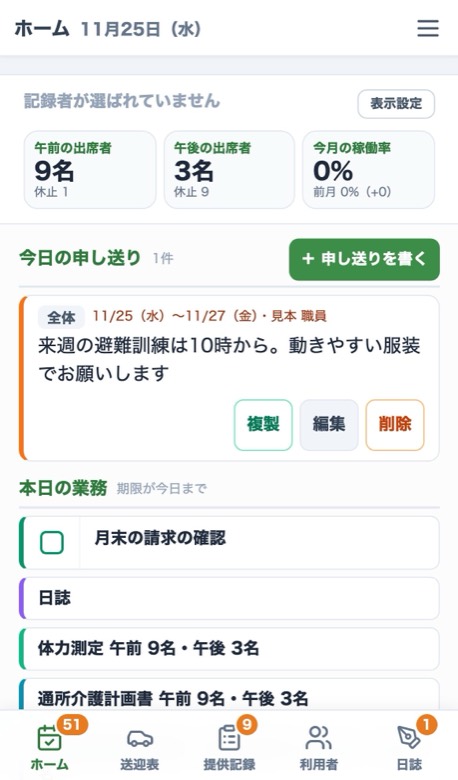 ホーム 11月25日（水）
記録者が選ばれていません
表示設定
午前の出席者
9名
休止 1
午後の出席者
3名
休止 9
今月の稼働率
0%
前月 0%（+0）
今日の申し送り 1件
＋ 申し送りを書く
全体 11/25（水）〜11/27（金）・見本 職員
来週の避難訓練は10時から。動きやすい服装
でお願いします
複製 編集 削除
本日の業務 期限が今日まで
月末の請求の確認
日誌
体力測定 午前 9名・午後 3名
通所介護計画書 午前 9名・午後 3名
51
9
1
ホーム 送迎表 提供記録 利用者 日誌